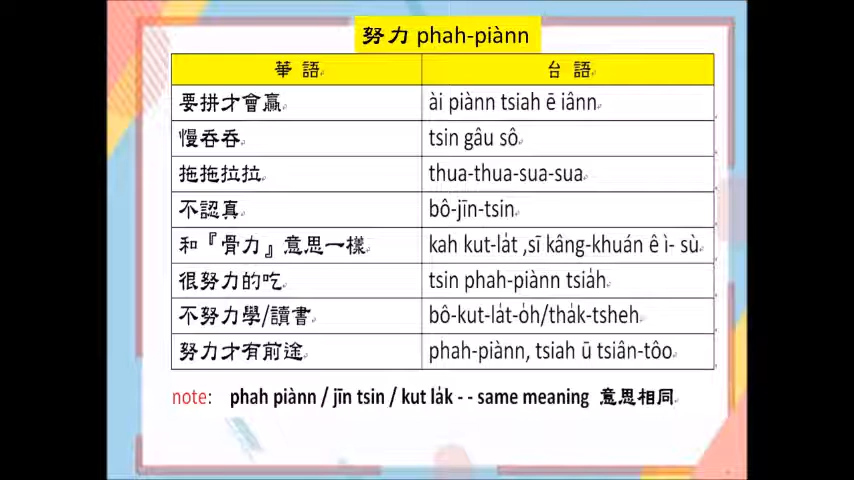 努力 phah-piànn
華 語 台 語
要拼才會贏 ài piànn tsiah ē iânn
慢吞吞 tsin gâu sô
拖拖拉拉 thua-thua-sua-sua
不認真 bô-jīn-tsin
和『骨力』意思一樣 kah kut-la̍t ,sī kâng-khuán ê ì- sù
很努力的吃 tsin phah-piànn tsia̍h
不努力學/讀書 bô-kut-la̍t-o̍h/tha̍k-tsheh
努力才有前途 phah-piànn, tsiah ū tsiân-tôo
note: phah piànn / jīn tsin / kut la̍k - - same meaning 意思相同